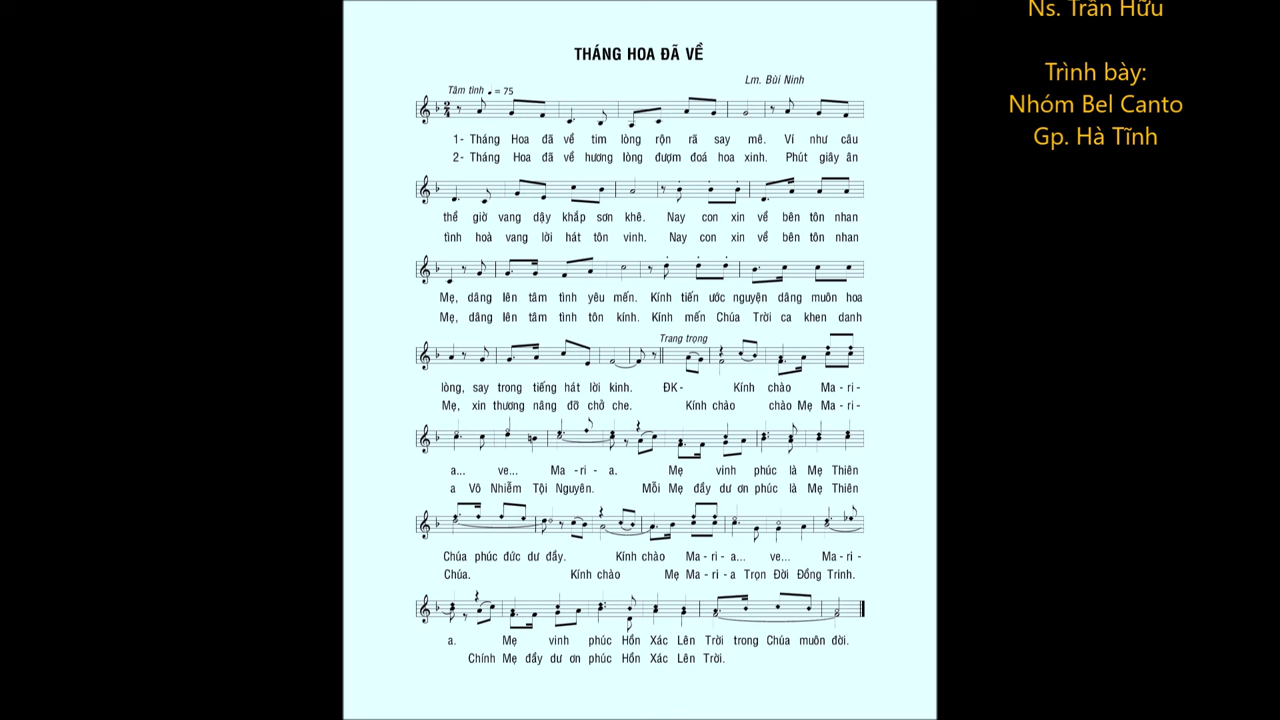 THÁNG HOA ĐÃ VỀ
Lm. Bùi Ninh
Tâm tình ♩ = 75
1- Tháng Hoa đã về tim lòng rộn rã say mê. Ví như câu
2- Tháng Hoa đã về hương lòng đượm đoá hoa xinh. Phút giây ân
thề giờ vang dậy khắp sơn khê. Nay con xin về bên tôn nhan
tình hoà vang lời hát tôn vinh. Nay con xin về bên tôn nhan
Mẹ, dâng lên tâm tình yêu mến. Kính tiến ước nguyện dâng muôn hoa
Mẹ, dâng lên tâm tình tôn kính. Kính mến Chúa Trời ca khen danh
Trang trọng
lòng, say trong tiếng hát lời kinh. ĐK- Kính chào Ma - ri -
Mẹ, xin thương nâng đỡ chở che. Kính chào chào Mẹ Ma - ri -
a... ve... Ma - ri - a. Mẹ vinh phúc là Mẹ Thiên
a Vô Nhiễm Tội Nguyên. Mỗi Mẹ đầy dư ơn phúc là Mẹ Thiên
Chúa phúc đức dư đầy. Kính chào Ma - ri - a... ve... Ma - ri -
Chúa. Kính chào Mẹ Ma - ri - a Trọn Đời Đồng Trinh.
a. Mẹ vinh phúc Hồn Xác Lên Trời trong Chúa muôn đời.
Chính Mẹ đầy dư ơn phúc Hồn Xác Lên Trời.
Ns. Trần Hữu
Trình bày:
Nhóm Bel Canto
Gp. Hà Tĩnh